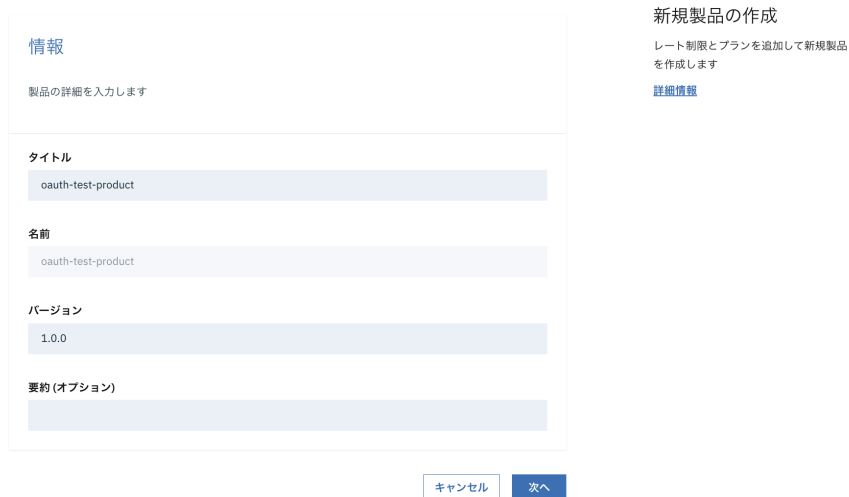 情報
製品の詳細を入力します
タイトル
oauth-test-product
名前
oauth-test-product
バージョン
1.0.0
要約 (オプション)
キャンセル
次へ
新規製品の作成
レート制限とプランを追加して新規製品
を作成します
詳細情報